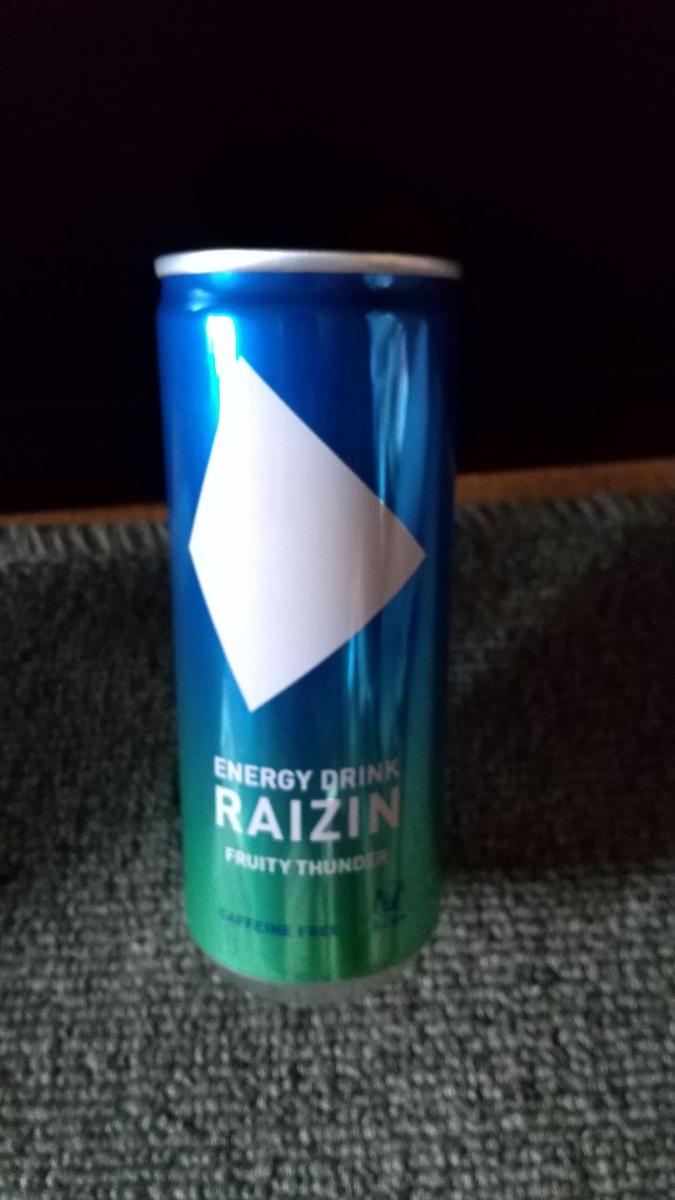 ENERGY DRINK
RAIZIN
FRUITY THUNDER
CAFFEINE FREE